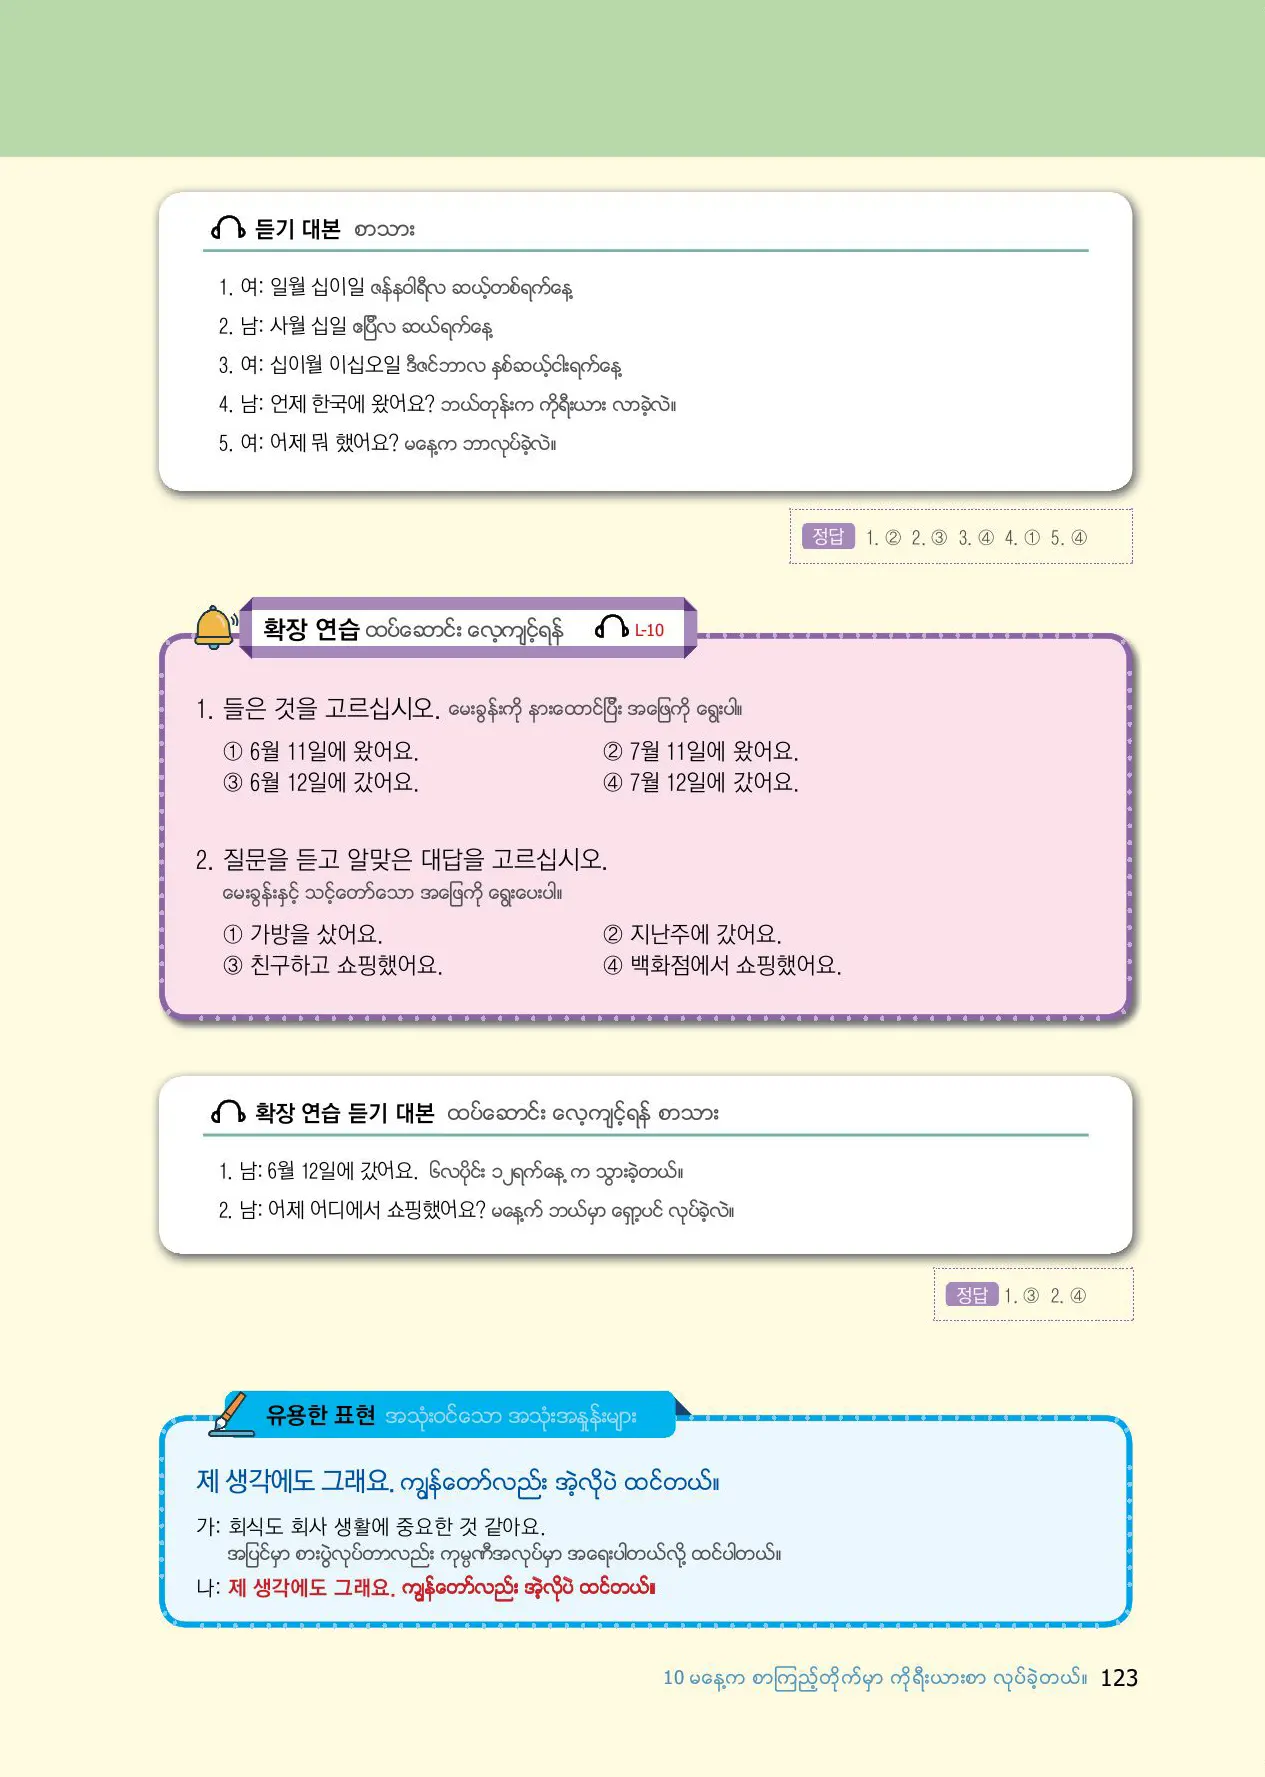 듣기 대본 စာသား
1. 여: 일월 십이일 ဇန်နဝါရီလ ဆယ့်တစ်ရက်နေ့
2. 남: 사월 십일 ဧပြီလ ဆယ်ရက်နေ့
3. 여: 십이월 이십오일 ဒီဇင်ဘာလ နှစ်ဆယ့်ငါးရက်နေ့
4. 남: 언제 한국에 왔어요? ဘယ်တုန်းက ကိုရီးယား လာခဲ့လဲ။
5. 여: 어제 뭐 했어요? မနေ့က ဘာလုပ်ခဲ့လဲ။
정답 1. ② 2. ③ 3. ④ 4. ① 5. ④
확장 연습 ထပ်ဆောင်း လေ့ကျင့်ရန် L-10
1. 들은 것을 고르십시오. မေးခွန်းကို နားထောင်ပြီး အဖြေကို ရွေးပါ။
① 6월 11일에 왔어요. ② 7월 11일에 왔어요.
③ 6월 12일에 갔어요. ④ 7월 12일에 갔어요.
2. 질문을 듣고 알맞은 대답을 고르십시오.
မေးခွန်းနှင့် သင့်တော်သော အဖြေကို ရွေးပေးပါ။
① 가방을 샀어요. ② 지난주에 갔어요.
③ 친구하고 쇼핑했어요. ④ 백화점에서 쇼핑했어요.
확장 연습 듣기 대본 ထပ်ဆောင်း လေ့ကျင့်ရန် စာသား
1. 남: 6월 12일에 갔어요. ၆လပိုင်း ၁၂ရက်နေ့ က သွားခဲ့တယ်။
2. 남: 어제 어디에서 쇼핑했어요? မနေ့က် ဘယ်မှာ ရှော့ပင် လုပ်ခဲ့လဲ။
정답 1. ③ 2. ④
유용한 표현 အသုံးဝင်သော အသုံးအနှုန်းများ
제 생각에도 그래요. ကျွန်တော်လည်း အဲ့လိုပဲ ထင်တယ်။
가: 회식도 회사 생활에 중요한 것 같아요.
အပြင်မှာ စားပွဲလုပ်တာလည်း ကုမ္ပဏီအလုပ်မှာ အရေးပါတယ်လို့ ထင်ပါတယ်။
나: 제 생각에도 그래요. ကျွန်တော်လည်း အဲ့လိုပဲ ထင်တယ်။
10 မနေ့က စာကြည့်တိုက်မှာ ကိုရီးယားစာ လုပ်ခဲ့တယ်။ 123